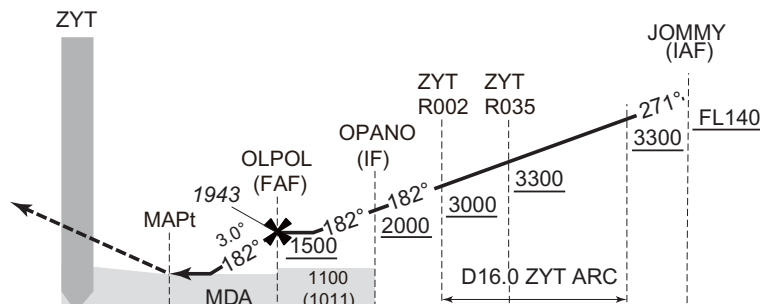 ZYT
JOMMY
(IAF)
ZYT
R002
ZYT
R035
271°
FL140
OPANO
(IF)
3300
OLPOL
(FAF)
3300
1943
182°
3000
MAPt
182°
2000
3.0°
182°
1500
MDA
1100
(1011)
D16.0 ZYT ARC